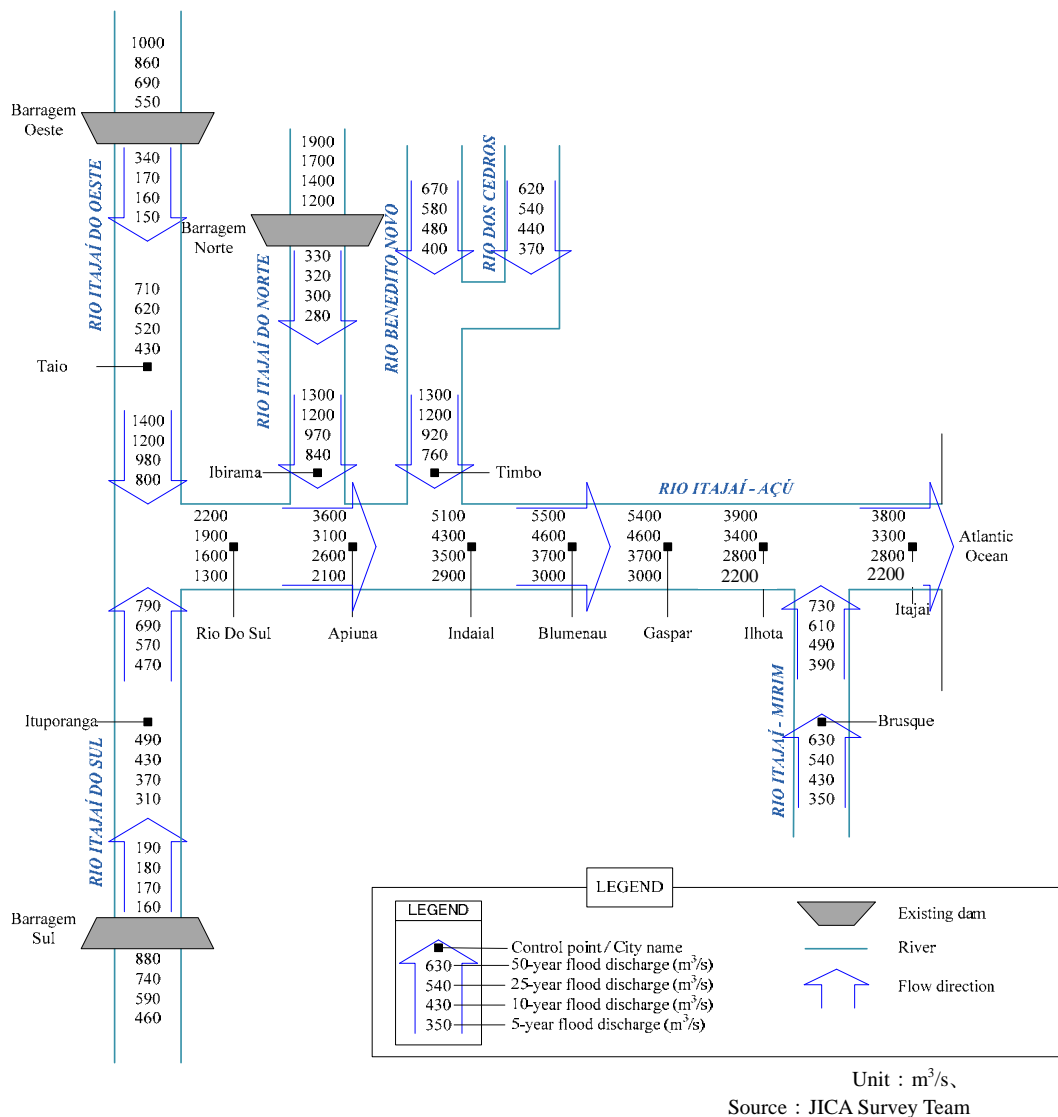 1000
860
690
550
Barragem
Oeste
340
170
160
150
RIO ITAJAÍ DO OESTE
710
620
520
430
Taio
1400
1200
980
800
1900
1700
1400
1200
Barragem
Norte
330
320
300
280
RIO ITAJAÍ DO NORTE
1300
1200
970
840
Ibirama
670
580
480
400
RIO BENEDITO NOVO
RIO DOS CEDROS
620
540
440
370
1300
1200
920
760
Timbo
RIO ITAJAÍ - AÇÚ
2200
1900
1600
1300
Rio Do Sul
3600
3100
2600
2100
Apiuna
5100
4300
3500
2900
Indaial
5500
4600
3700
3000
Blumenau
5400
4600
3700
3000
Gaspar
3900
3400
2800
2200
Ilhota
3800
3300
2800
2200
Itajai
Atlantic
Ocean
790
690
570
470
Ituporanga
490
430
370
310
RIO ITAJAÍ DO SUL
190
180
170
160
Barragem
Sul
880
740
590
460
730
610
490
390
Brusque
630
540
430
350
RIO ITAJAÍ - MIRIM
LEGEND
LEGEND
Control point / City name
630 50-year flood discharge (m³/s)
540 25-year flood discharge (m³/s)
430 10-year flood discharge (m³/s)
350 5-year flood discharge (m³/s)
Existing dam
River
Flow direction
Unit : m³/s、
Source : JICA Survey Team